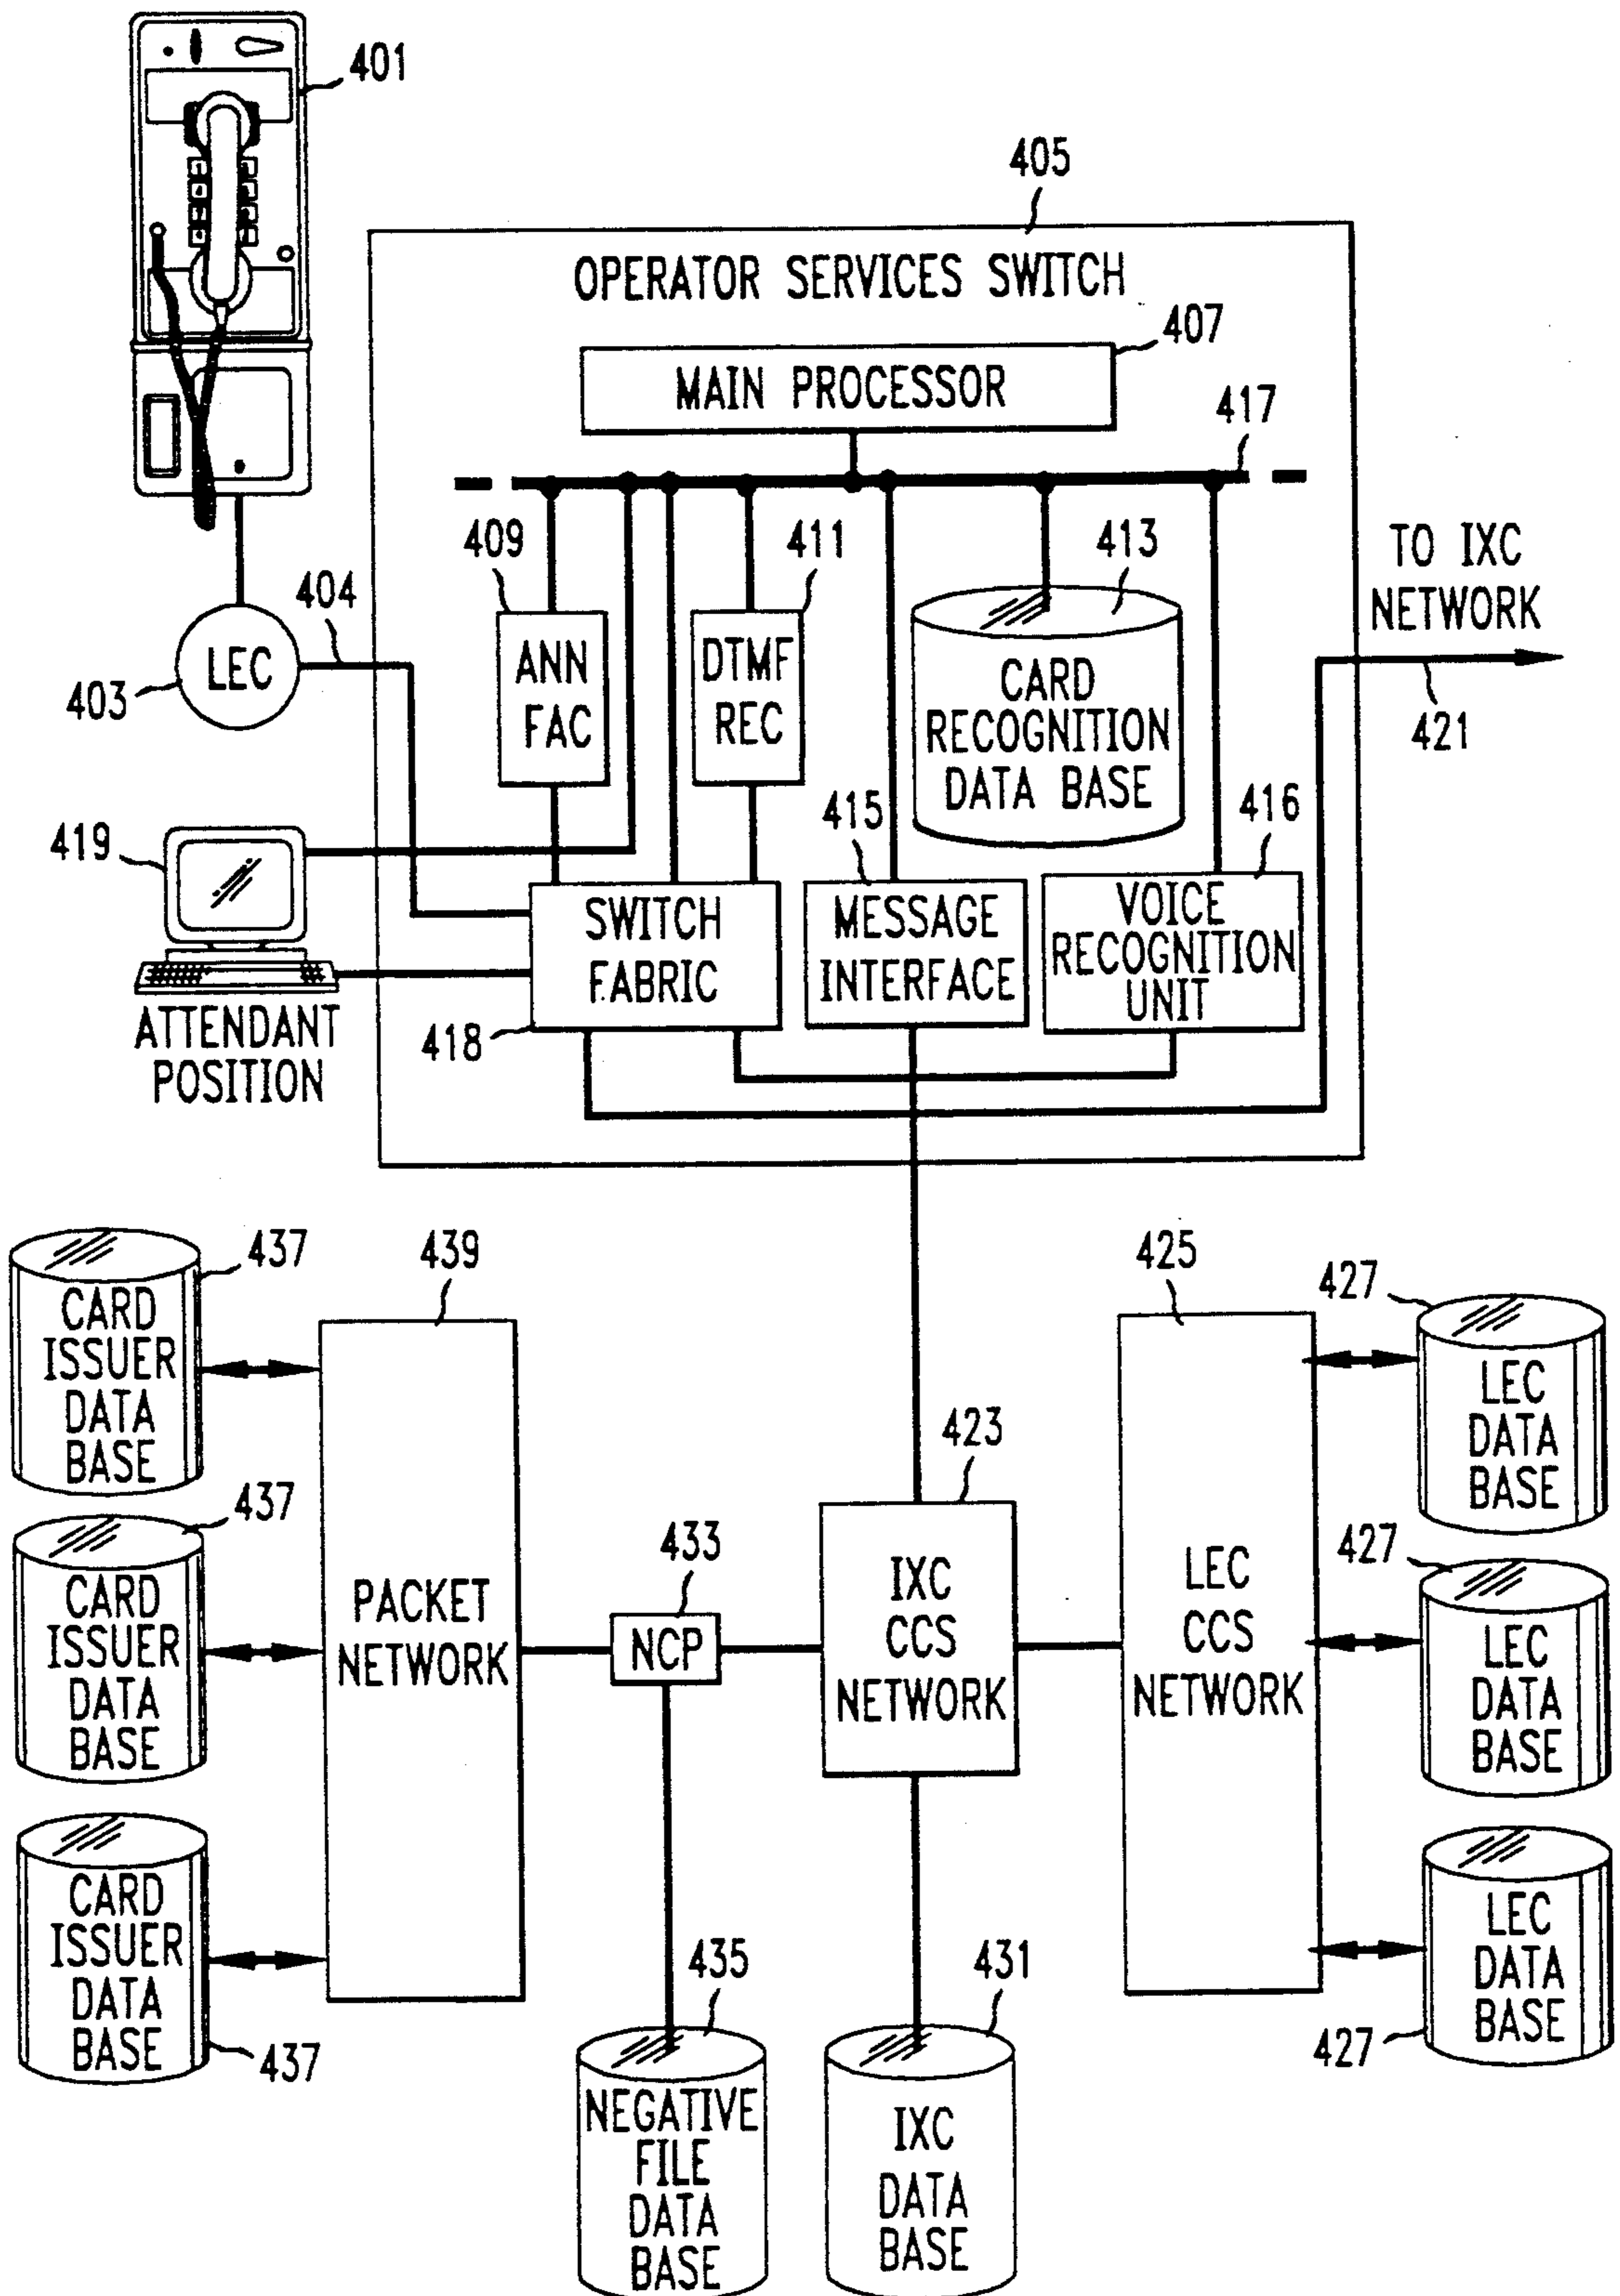 401
405
OPERATOR SERVICES SWITCH
407
MAIN PROCESSOR
417
409
411
413
TO IXC
NETWORK
404
LEC
403
ANN
FAC
DTMF
REC
CARD
RECOGNITION
DATA BASE
421
419
415
416
SWITCH
FABRIC
MESSAGE
INTERFACE
VOICE
RECOGNITION
UNIT
ATTENDANT
POSITION
418
437
439
425
427
CARD
ISSUER
DATA
BASE
LEC
DATA
BASE
423
437
433
427
CARD
ISSUER
DATA
BASE
PACKET
NETWORK
NCP
IXC
CCS
NETWORK
LEC
CCS
NETWORK
LEC
DATA
BASE
CARD
ISSUER
DATA
BASE
437
435
431
LEC
DATA
BASE
427
NEGATIVE
FILE
DATA
BASE
IXC
DATA
BASE